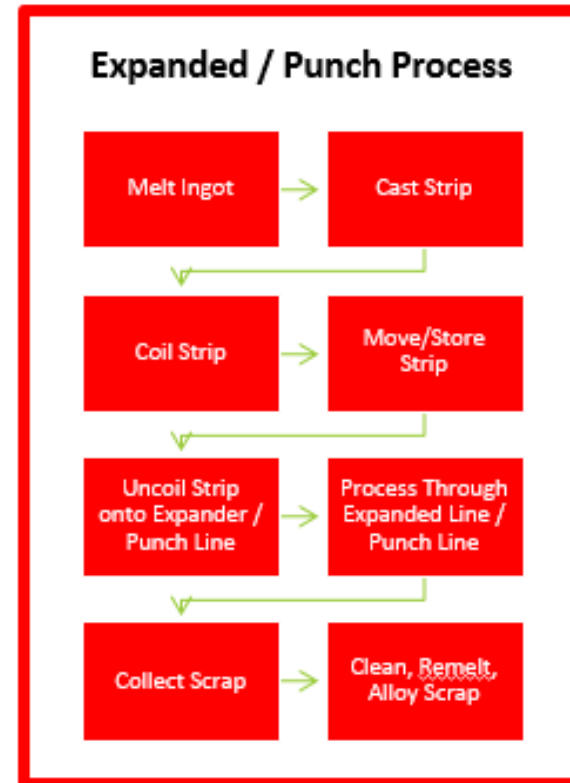 Expanded / Punch Process
Melt Ingot
Cast Strip
Coil Strip
Move/Store
Strip
Uncoil Strip
onto Expander /
Punch Line
Process Through
Expanded Line /
Punch Line
Collect Scrap
Clean, Remelt,
Alloy Scrap